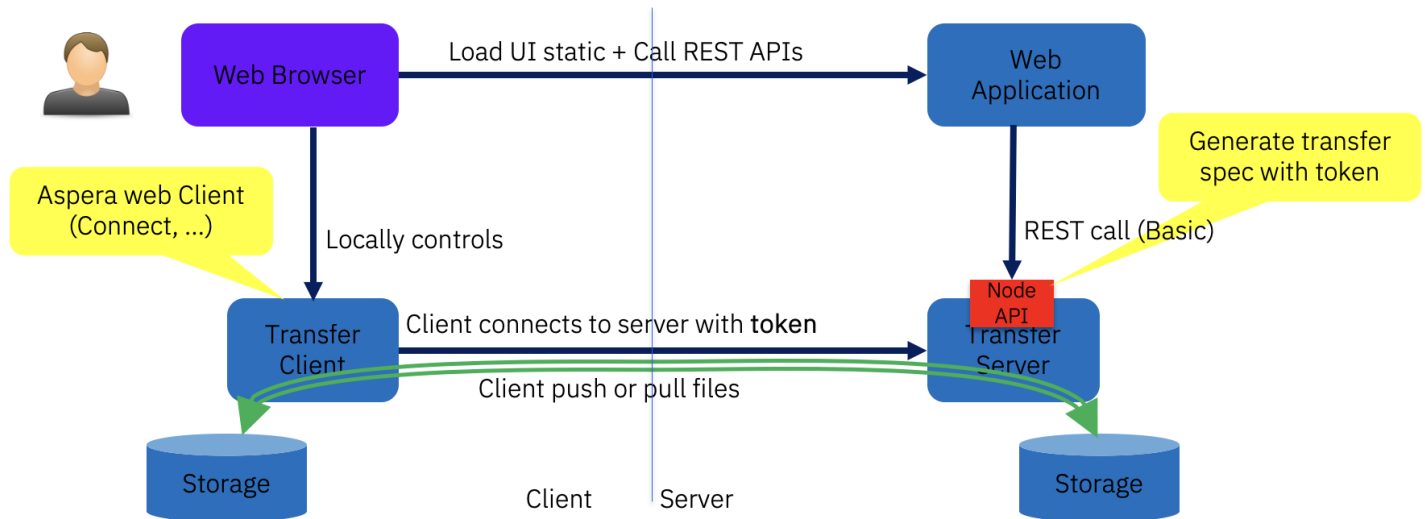 Load UI static + Call REST APIs
Web Browser
Web
Application
Generate transfer
spec with token
Aspera web Client
(Connect, ...)
Locally controls
REST call (Basic)
Node
API
Transfer
Client
Client connects to server with token
Transfer
Server
Client push or pull files
Storage
Storage
Client
Server